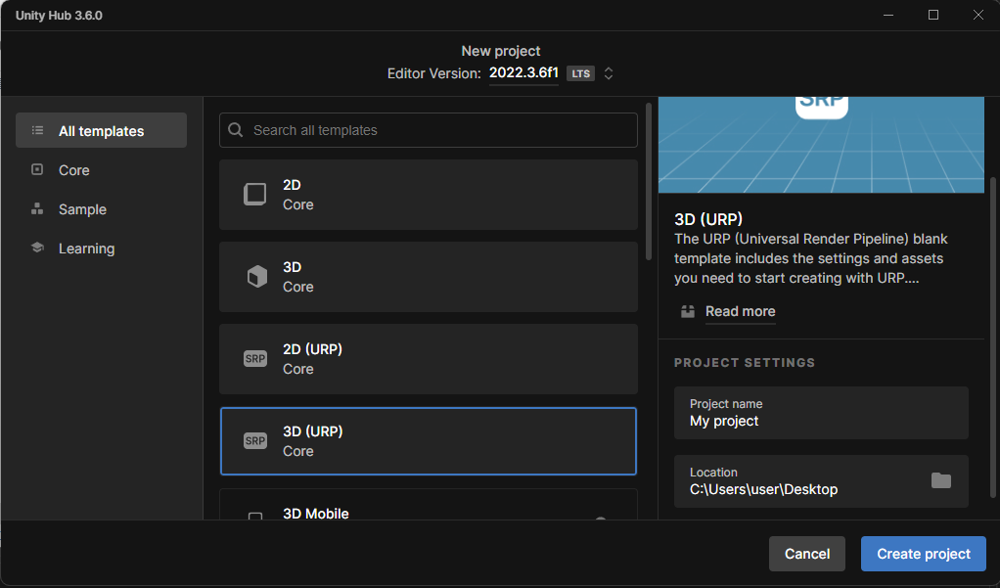 Unity Hub 3.6.0
New project
Editor Version: 2022.3.6f1 LTS
All templates
Core
Sample
Learning
Search all templates
2D
Core
3D
Core
SRP
2D (URP)
Core
SRP
3D (URP)
Core
3D Mobile
SRP
3D (URP)
The URP (Universal Render Pipeline) blank
template includes the settings and assets
you need to start creating with URP....
Read more
PROJECT SETTINGS
Project name
My project
Location
C:\Users\user\Desktop
Cancel
Create project